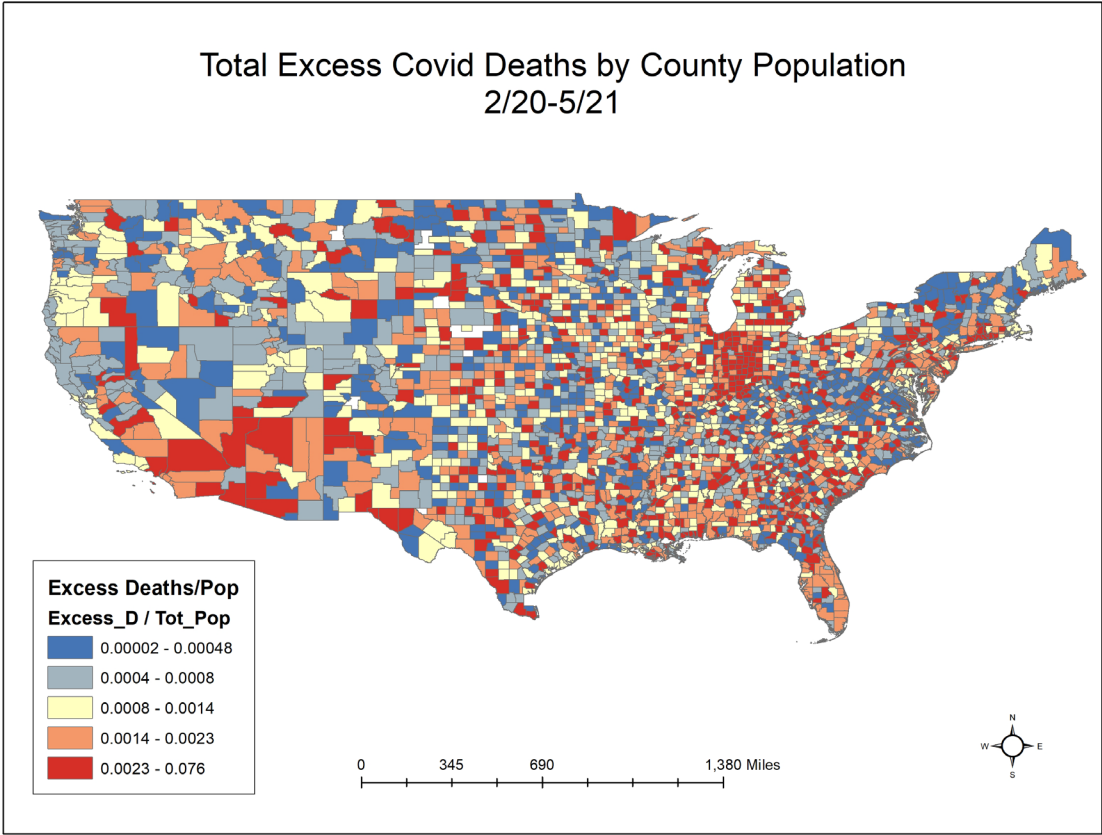 Total Excess Covid Deaths by County Population
2/20-5/21
Excess Deaths/Pop
Excess_D / Tot_Pop
0.00002 - 0.00048
0.0004 - 0.0008
0.0008 - 0.0014
0.0014 - 0.0023
0.0023 - 0.076
0 345 690 1,380 Miles
N
W E
S